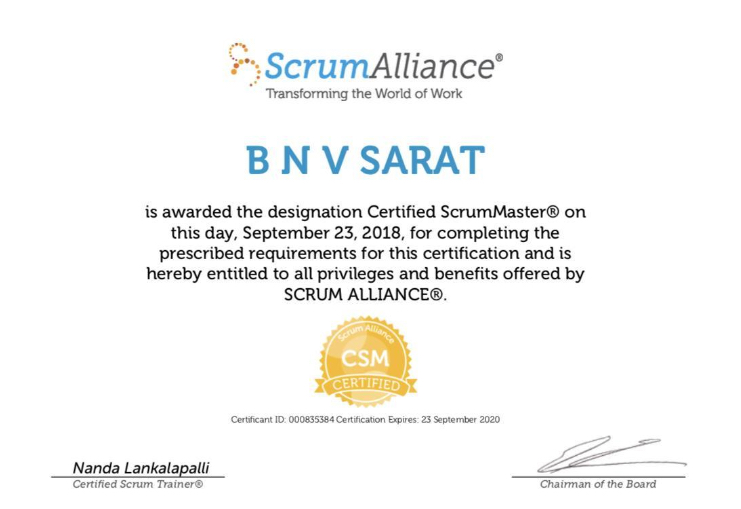 ScrumAlliance®
Transforming the World of Work
B N V SARAT
is awarded the designation Certified ScrumMaster® on
this day, September 23, 2018, for completing the
prescribed requirements for this certification and is
hereby entitled to all privileges and benefits offered by
SCRUM ALLIANCE®.
Scrum Alliance
CSM
CERTIFIED
Certificant ID: 000835384 Certification Expires: 23 September 2020
Nanda Lankalapalli
Certified Scrum Trainer®
Chairman of the Board